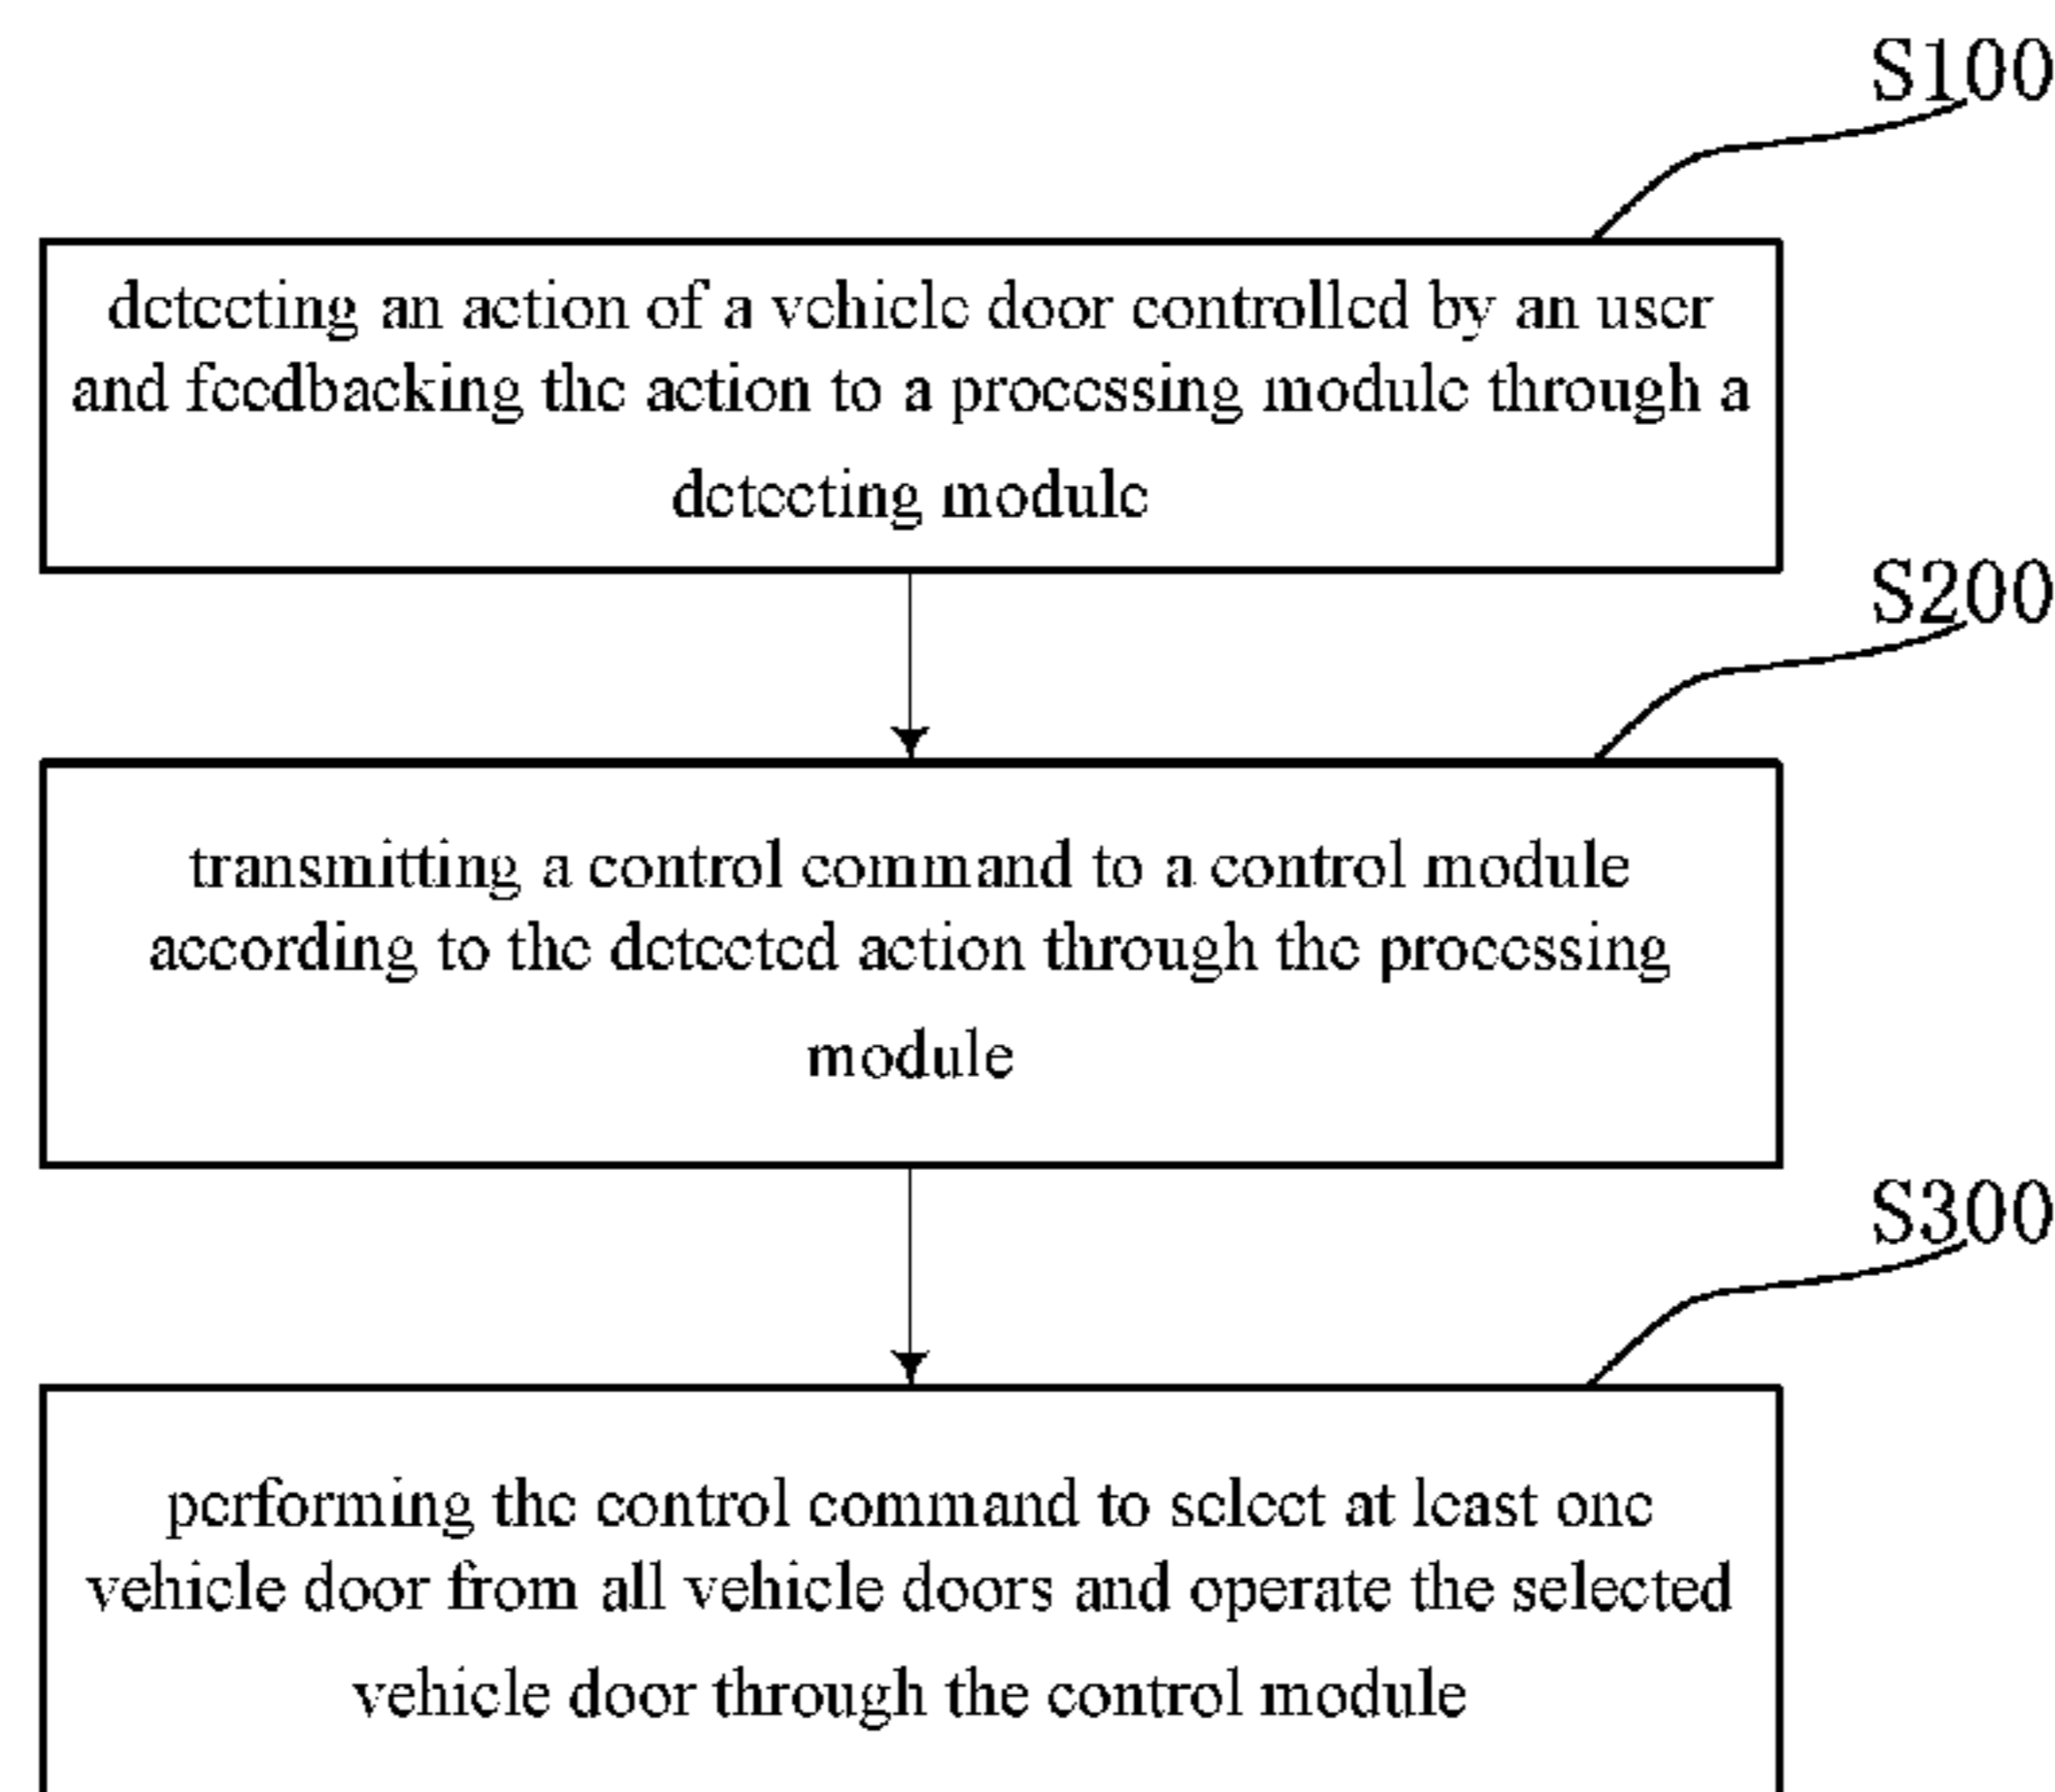 S100
detecting an action of a vehicle door controlled by an user
and feedbacking the action to a processing module through a
detecting module
S200
transmitting a control command to a control module
according to the detected action through the processing
module
S300
performing the control command to select at least one
vehicle door from all vehicle doors and operate the selected
vehicle door through the control module